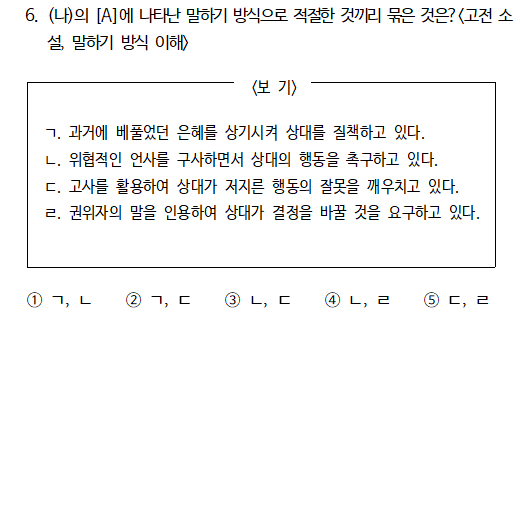 6. (나)의 [A]에 나타난 말하기 방식으로 적절한 것끼리 묶은 것은?<고전 소
설, 말하기 방식 이해>
<보 기>
ㄱ. 과거에 베풀었던 은혜를 상기시켜 상대를 질책하고 있다.
ㄴ. 위협적인 언사를 구사하면서 상대의 행동을 촉구하고 있다.
ㄷ. 고사를 활용하여 상대가 저지른 행동의 잘못을 깨우치고 있다.
ㄹ. 권위자의 말을 인용하여 상대가 결정을 바꿀 것을 요구하고 있다.
① ㄱ, ㄴ ② ㄱ, ㄷ ③ ㄴ, ㄷ ④ ㄴ, ㄹ ⑤ ㄷ, ㄹ